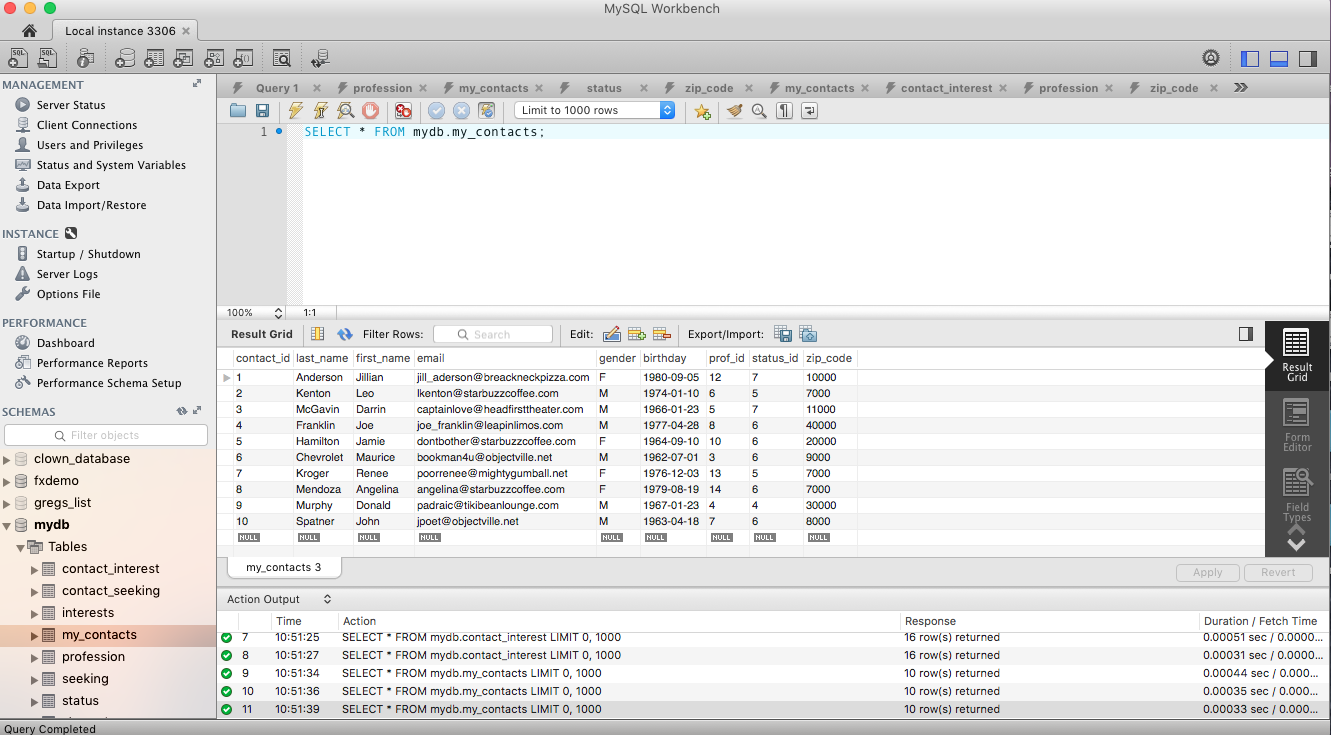 MySQL Workbench
Local instance 3306
SQL SQL
MANAGEMENT
Server Status
Client Connections
Users and Privileges
Status and System Variables
Data Export
Data Import/Restore
INSTANCE
Startup / Shutdown
Server Logs
Options File
PERFORMANCE
Dashboard
Performance Reports
Performance Schema Setup
SCHEMAS
Filter objects
clown_database
fxdemo
gregs_list
mydb
Tables
contact_interest
contact_seeking
interests
my_contacts
profession
seeking
status
Query 1 profession my_contacts status zip_code my_contacts contact_interest profession zip_code
Limit to 1000 rows
1 SELECT * FROM mydb.my_contacts;
100% 1:1
Result Grid Filter Rows: Search Edit: Export/Import:
contact_id last_name first_name email gender birthday prof_id status_id zip_code
1 Anderson Jillian jill_aderson@breackneckpizza.com F 1980-09-05 12 7 10000
2 Kenton Leo lkenton@starbuzzcoffee.com M 1974-01-10 6 5 7000
3 McGavin Darrin captainlove@headfirsttheater.com M 1966-01-23 5 7 11000
4 Franklin Joe joe_franklin@leapinlimos.com M 1977-04-28 8 6 40000
5 Hamilton Jamie dontbother@starbuzzcoffee.com F 1964-09-10 10 6 20000
6 Chevrolet Maurice bookman4u@objectville.net M 1962-07-01 3 6 9000
7 Kroger Renee poorrenee@mightygumball.net F 1976-12-03 13 5 7000
8 Mendoza Angelina angelina@starbuzzcoffee.com F 1979-08-19 14 6 7000
9 Murphy Donald padraic@tikibeanlounge.com M 1967-01-23 4 4 30000
10 Spatner John jpoet@objectville.net M 1963-04-18 7 6 8000
NULL NULL NULL NULL NULL NULL NULL NULL NULL
Result
Grid
Form
Editor
Field
Types
my_contacts 3
Apply Revert
Action Output
Time Action Response Duration / Fetch Time
7 10:51:25 SELECT * FROM mydb.contact_interest LIMIT 0, 1000 16 row(s) returned 0.00051 sec / 0.0000...
8 10:51:27 SELECT * FROM mydb.contact_interest LIMIT 0, 1000 16 row(s) returned 0.00031 sec / 0.0000...
9 10:51:34 SELECT * FROM mydb.my_contacts LIMIT 0, 1000 10 row(s) returned 0.00044 sec / 0.000...
10 10:51:36 SELECT * FROM mydb.my_contacts LIMIT 0, 1000 10 row(s) returned 0.00035 sec / 0.000...
11 10:51:39 SELECT * FROM mydb.my_contacts LIMIT 0, 1000 10 row(s) returned 0.00033 sec / 0.000...
Query Completed